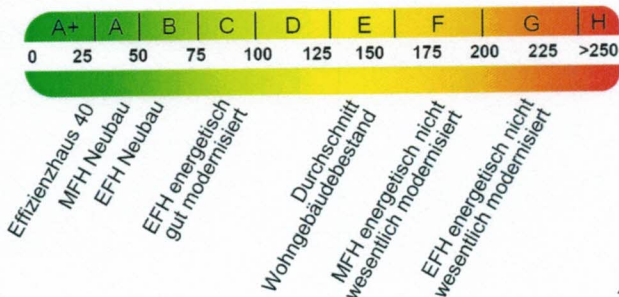 A+ A B C D E F G H
0 25 50 75 100 125 150 175 200 225 >250
Effizienzhaus 40
MFH Neubau
EFH Neubau
EFH energetisch
gut modernisiert
Durchschnitt
Wohngebäudebestand
MFH energetisch nicht
wesentlich modernisiert
EFH energetisch nicht
wesentlich modernisiert